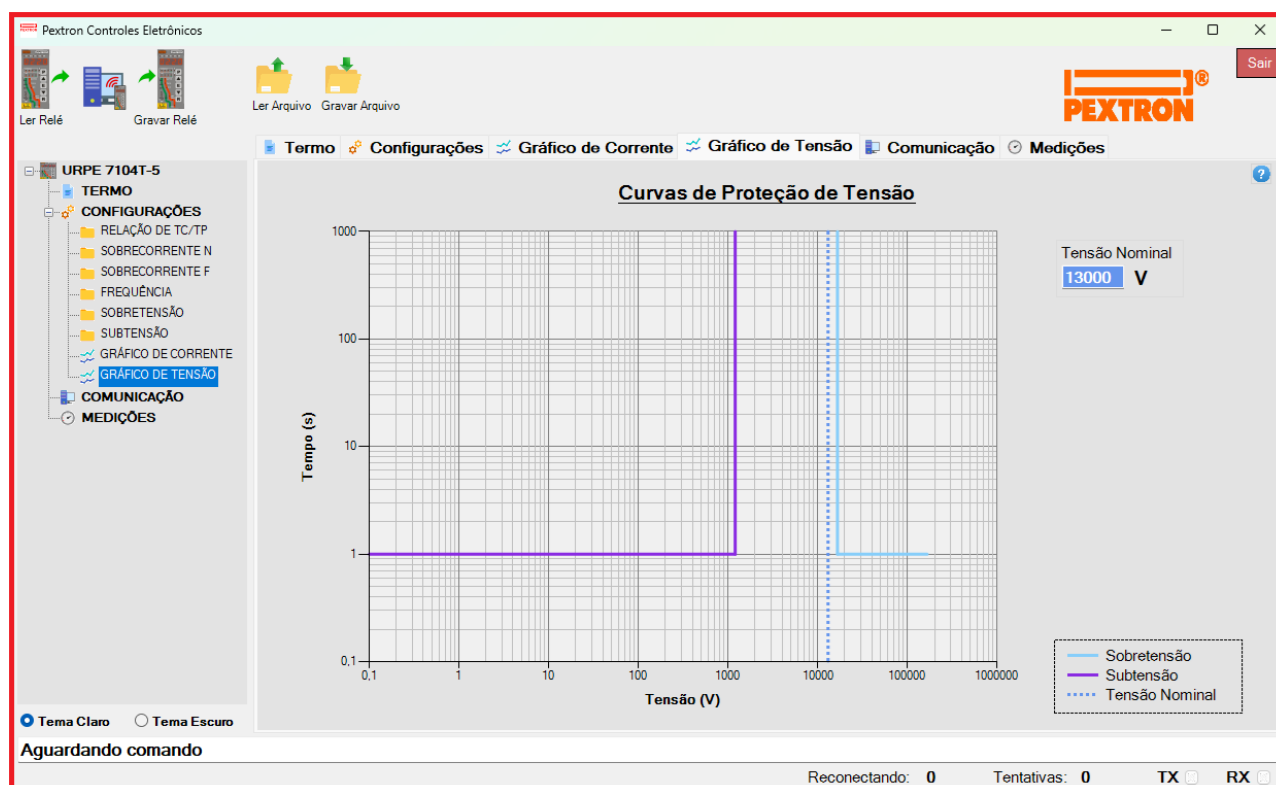 Pextron Controles Eletrônicos
Sair
Ler Relé
Gravar Relé
Ler Arquivo
Gravar Arquivo
PEXTRON®
Termo
Configurações
Gráfico de Corrente
Gráfico de Tensão
Comunicação
Medições
URPE 7104T-5
TERMO
CONFIGURAÇÕES
RELAÇÃO DE TC/TP
SOBRECORRENTE N
SOBRECORRENTE F
FREQUÊNCIA
SOBRETENSÃO
SUBTENSÃO
GRÁFICO DE CORRENTE
GRÁFICO DE TENSÃO
COMUNICAÇÃO
MEDIÇÕES
Tema Claro
Tema Escuro
?
Curvas de Proteção de Tensão
Tempo (s)
1000
100
10
1
0,1
0,1
1
10
100
1000
10000
100000
1000000
Tensão (V)
Tensão Nominal
13000 V
Sobretensão
Subtensão
Tensão Nominal
Aguardando comando
Reconectando: 0
Tentativas: 0
TX
RX